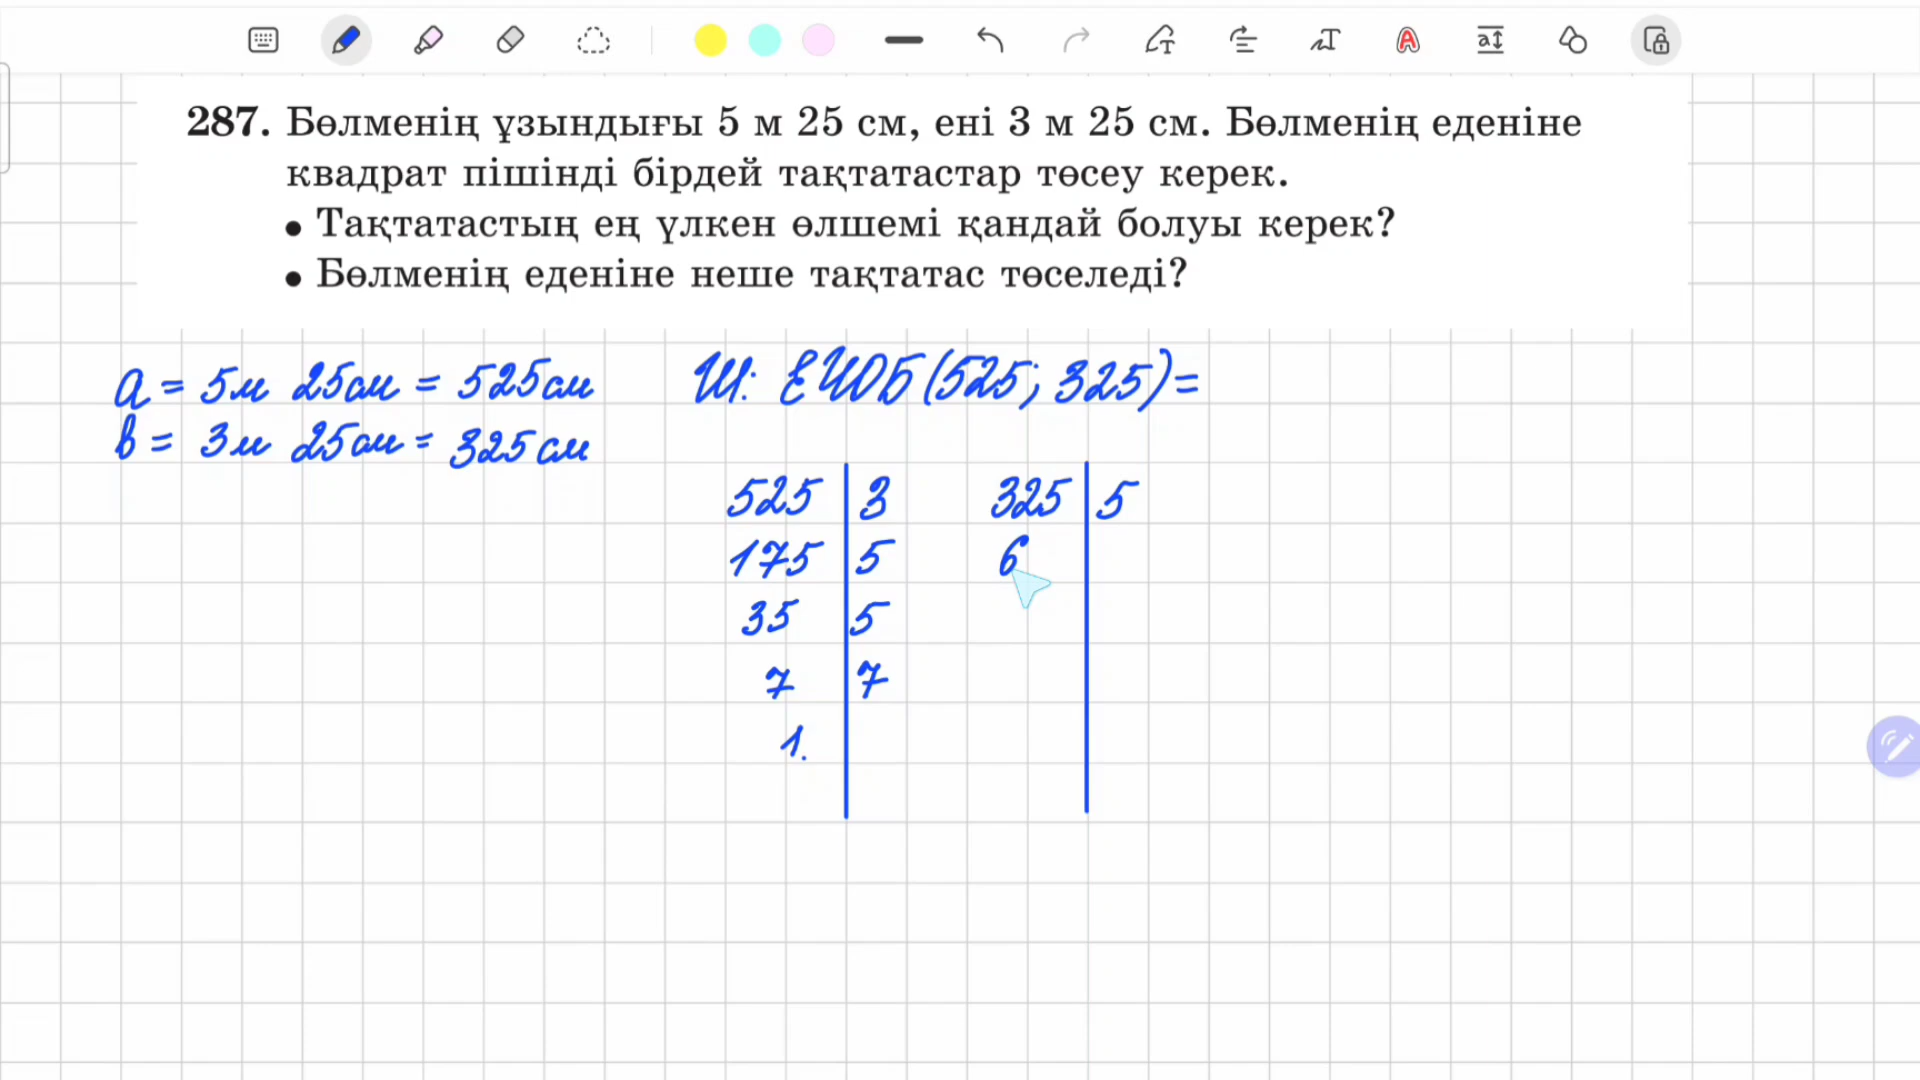 287. Бөлменің ұзындығы 5 м 25 см, ені 3 м 25 см. Бөлменің еденіне
квадрат пішінді бірдей тақтатастар төсеу керек.
• Тақтатастың ең үлкен өлшемі қандай болуы керек?
• Бөлменің еденіне неше тақтатас төселеді?
a = 5м 25см = 525см
b = 3м 25см = 325см
Ш: ЕҮОБ(525; 325)=
525 | 3
175 | 5
35 | 5
7 | 7
1.
325 | 5
6